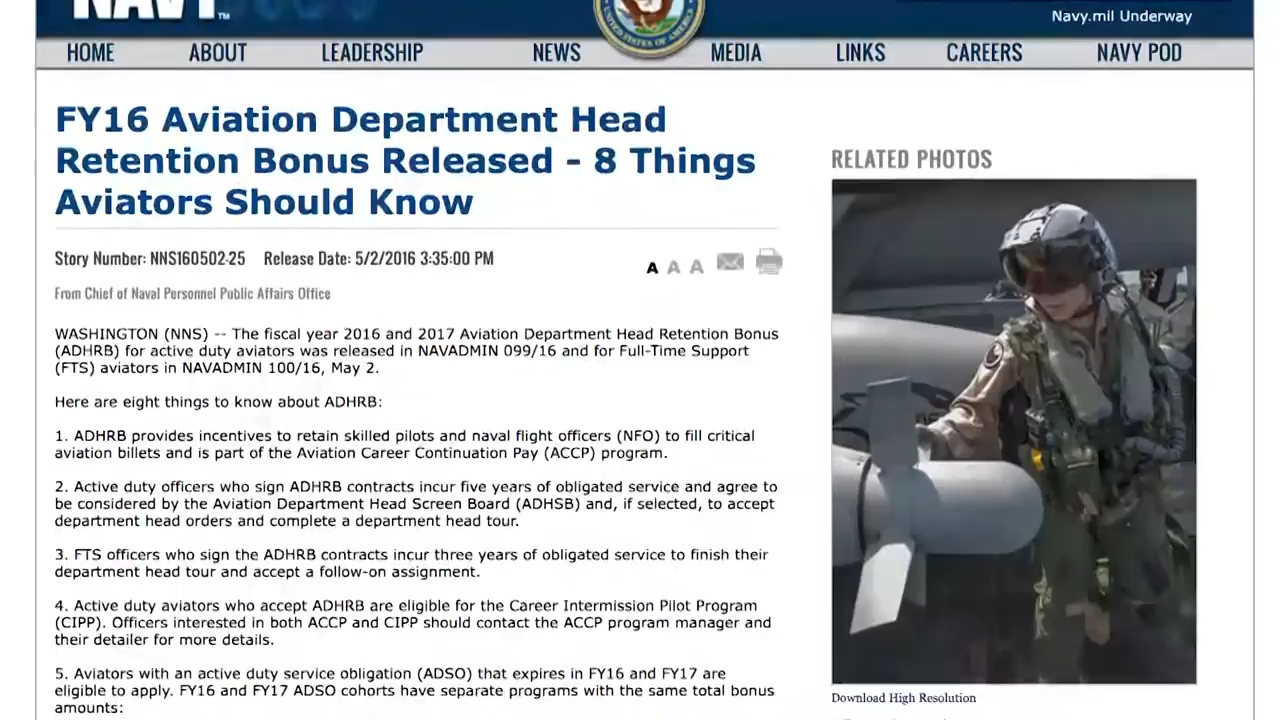 NAVY
TM
UNITED STATES OF AMERICA
Navy.mil Underway
HOME ABOUT LEADERSHIP NEWS MEDIA LINKS CAREERS NAVY POD
FY16 Aviation Department Head
Retention Bonus Released - 8 Things
Aviators Should Know
Story Number: NNS160502-25 Release Date: 5/2/2016 3:35:00 PM
A A A
From Chief of Naval Personnel Public Affairs Office
WASHINGTON (NNS) -- The fiscal year 2016 and 2017 Aviation Department Head Retention Bonus
(ADHRB) for active duty aviators was released in NAVADMIN 099/16 and for Full-Time Support
(FTS) aviators in NAVADMIN 100/16, May 2.
Here are eight things to know about ADHRB:
1. ADHRB provides incentives to retain skilled pilots and naval flight officers (NFO) to fill critical
aviation billets and is part of the Aviation Career Continuation Pay (ACCP) program.
2. Active duty officers who sign ADHRB contracts incur five years of obligated service and agree to
be considered by the Aviation Department Head Screen Board (ADHSB) and, if selected, to accept
department head orders and complete a department head tour.
3. FTS officers who sign the ADHRB contracts incur three years of obligated service to finish their
department head tour and accept a follow-on assignment.
4. Active duty aviators who accept ADHRB are eligible for the Career Intermission Pilot Program
(CIPP). Officers interested in both ACCP and CIPP should contact the ACCP program manager and
their detailer for more details.
5. Aviators with an active duty service obligation (ADSO) that expires in FY16 and FY17 are
eligible to apply. FY16 and FY17 ADSO cohorts have separate programs with the same total bonus
amounts:
RELATED PHOTOS
Download High Resolution